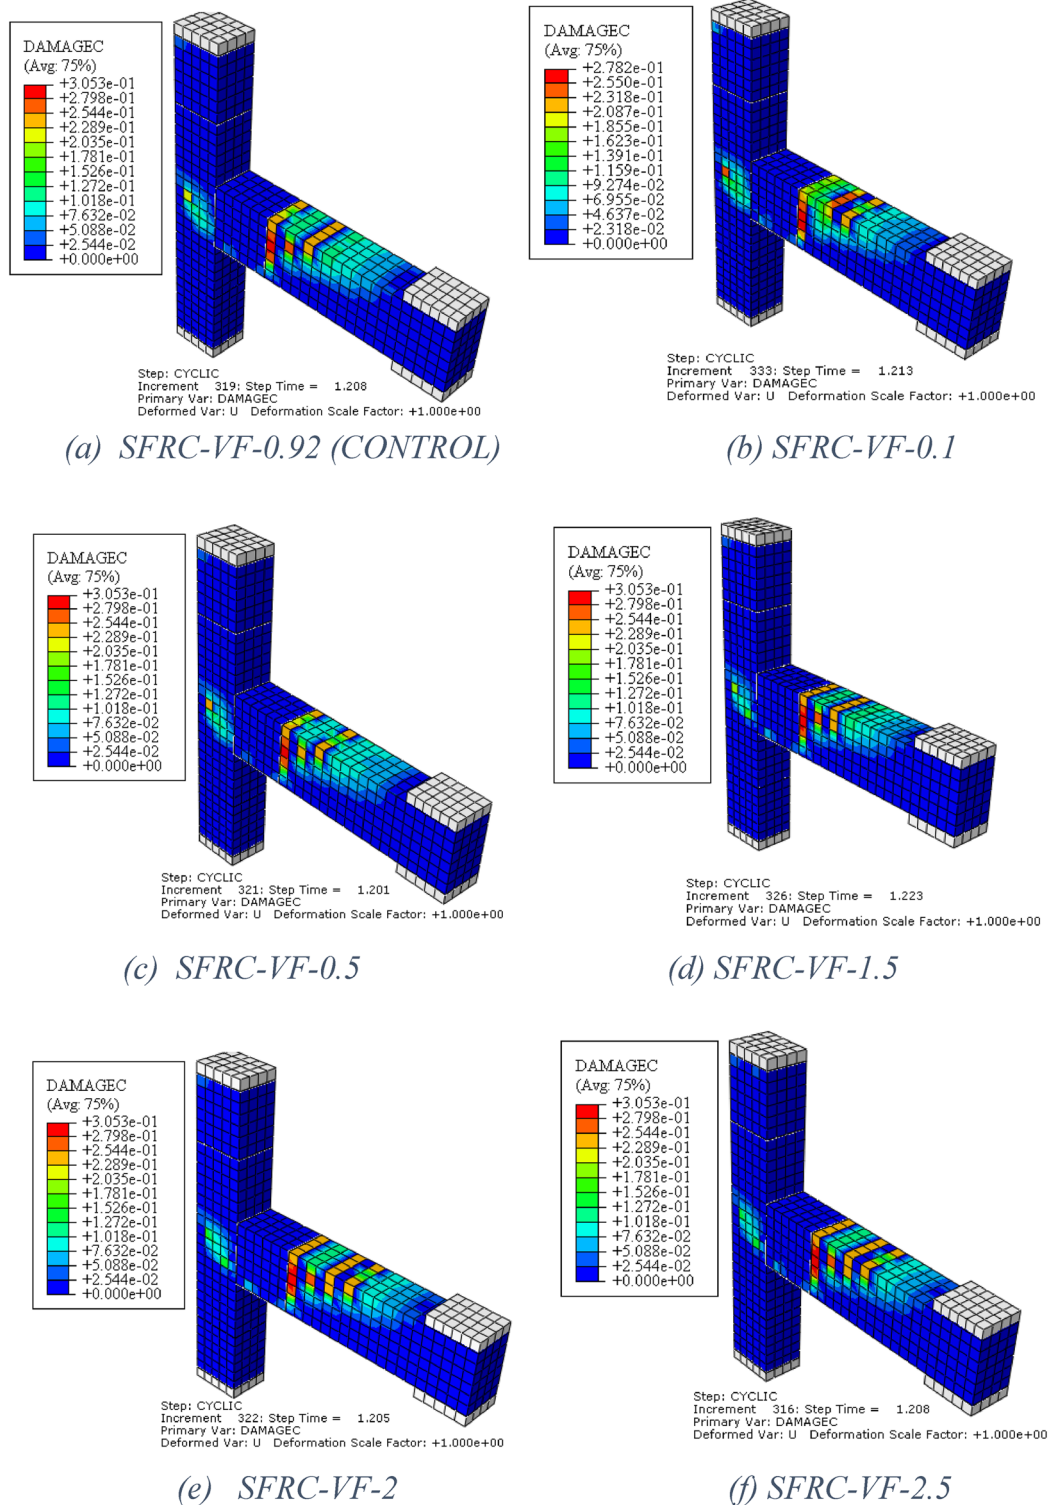 DAMAGEC
(Avg: 75%)
+3.053e-01
+2.798e-01
+2.544e-01
+2.289e-01
+2.035e-01
+1.781e-01
+1.526e-01
+1.272e-01
+1.018e-01
+7.632e-02
+5.088e-02
+2.544e-02
+0.000e+00
Step: CYCLIC
Increment 319: Step Time = 1.208
Primary Var: DAMAGEC
Deformed Var: U Deformation Scale Factor: +1.000e+00
(a) SFRC-VF-0.92 (CONTROL)
DAMAGEC
(Avg: 75%)
+2.782e-01
+2.550e-01
+2.318e-01
+2.087e-01
+1.855e-01
+1.623e-01
+1.391e-01
+1.159e-01
+9.274e-02
+6.955e-02
+4.637e-02
+2.318e-02
+0.000e+00
Step: CYCLIC
Increment 333: Step Time = 1.213
Primary Var: DAMAGEC
Deformed Var: U Deformation Scale Factor: +1.000e+00
(b) SFRC-VF-0.1
DAMAGEC
(Avg: 75%)
+3.053e-01
+2.798e-01
+2.544e-01
+2.289e-01
+2.035e-01
+1.781e-01
+1.526e-01
+1.272e-01
+1.018e-01
+7.632e-02
+5.088e-02
+2.544e-02
+0.000e+00
Step: CYCLIC
Increment 321: Step Time = 1.201
Primary Var: DAMAGEC
Deformed Var: U Deformation Scale Factor: +1.000e+00
(c) SFRC-VF-0.5
DAMAGEC
(Avg: 75%)
+3.053e-01
+2.798e-01
+2.544e-01
+2.289e-01
+2.035e-01
+1.781e-01
+1.526e-01
+1.272e-01
+1.018e-01
+7.632e-02
+5.088e-02
+2.544e-02
+0.000e+00
Step: CYCLIC
Increment 326: Step Time = 1.223
Primary Var: DAMAGEC
Deformed Var: U Deformation Scale Factor: +1.000e+00
(d) SFRC-VF-1.5
DAMAGEC
(Avg: 75%)
+3.053e-01
+2.798e-01
+2.544e-01
+2.289e-01
+2.035e-01
+1.781e-01
+1.526e-01
+1.272e-01
+1.018e-01
+7.632e-02
+5.088e-02
+2.544e-02
+0.000e+00
Step: CYCLIC
Increment 322: Step Time = 1.205
Primary Var: DAMAGEC
Deformed Var: U Deformation Scale Factor: +1.000e+00
(e) SFRC-VF-2
DAMAGEC
(Avg: 75%)
+3.053e-01
+2.798e-01
+2.544e-01
+2.289e-01
+2.035e-01
+1.781e-01
+1.526e-01
+1.272e-01
+1.018e-01
+7.632e-02
+5.088e-02
+2.544e-02
+0.000e+00
Step: CYCLIC
Increment 316: Step Time = 1.208
Primary Var: DAMAGEC
Deformed Var: U Deformation Scale Factor: +1.000e+00
(f) SFRC-VF-2.5